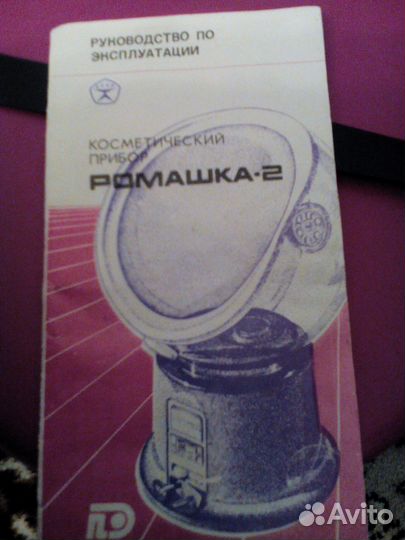 РУКОВОДСТВО ПО
ЭКСПЛУАТАЦИИ
КОСМЕТИЧЕСКИЙ
ПРИБОР
РОМАШКА-2
Avito